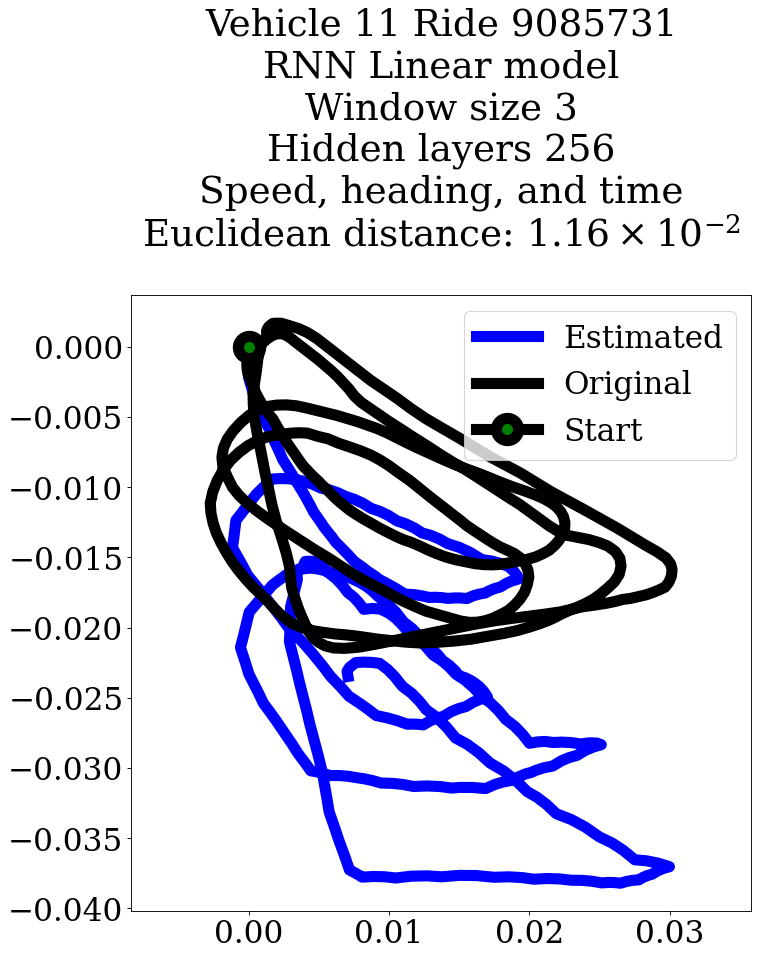 Vehicle 11 Ride 9085731
RNN Linear model
Window size 3
Hidden layers 256
Speed, heading, and time
Euclidean distance: 1.16 × 10⁻²
Estimated
Original
Start
0.000
−0.005
−0.010
−0.015
−0.020
−0.025
−0.030
−0.035
−0.040
0.00 0.01 0.02 0.03